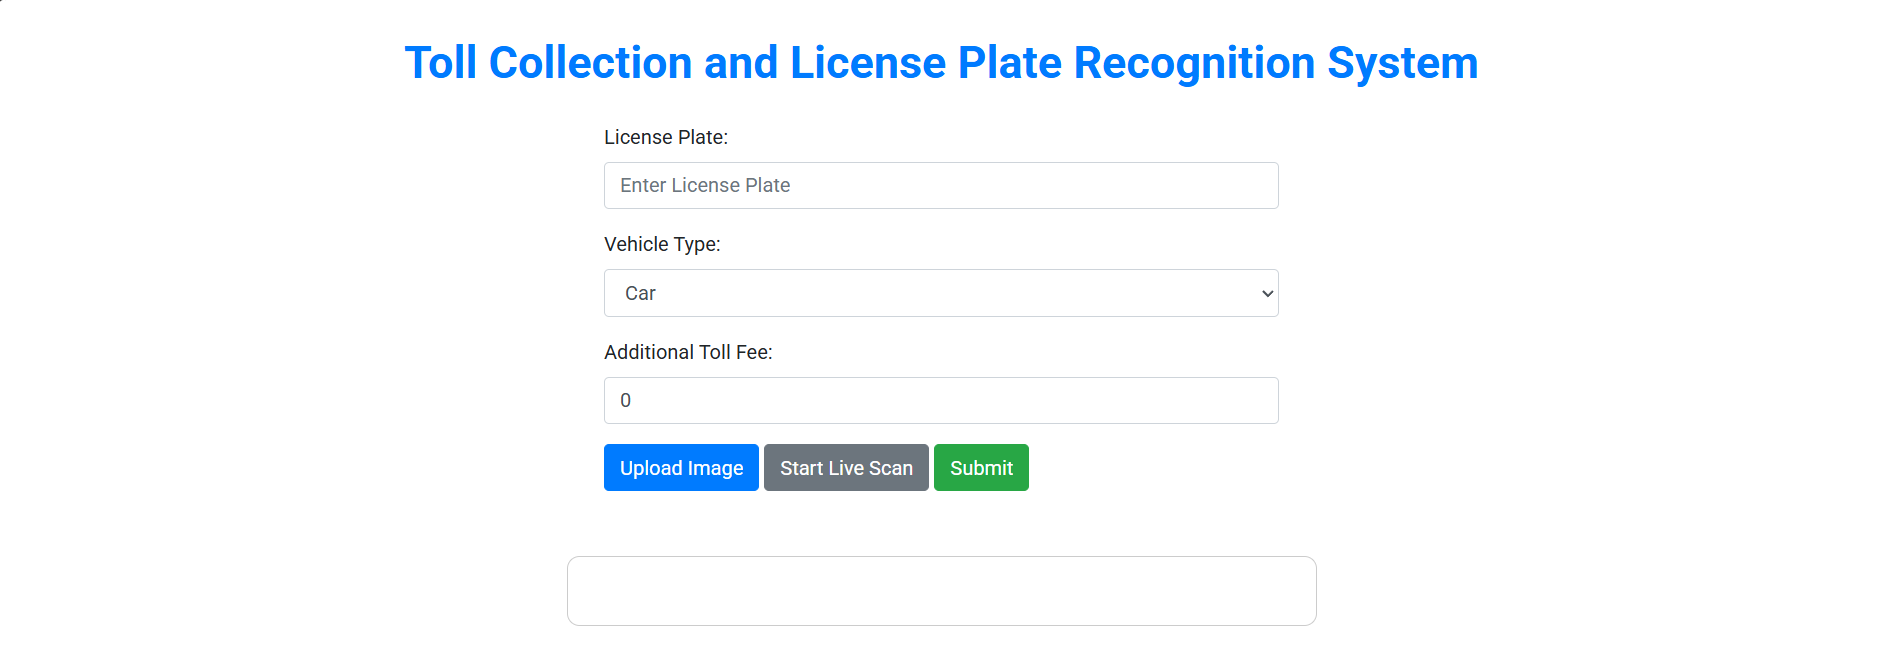 Toll Collection and License Plate Recognition System
License Plate:
Enter License Plate
Vehicle Type:
Car
Additional Toll Fee:
0
Upload Image Start Live Scan Submit